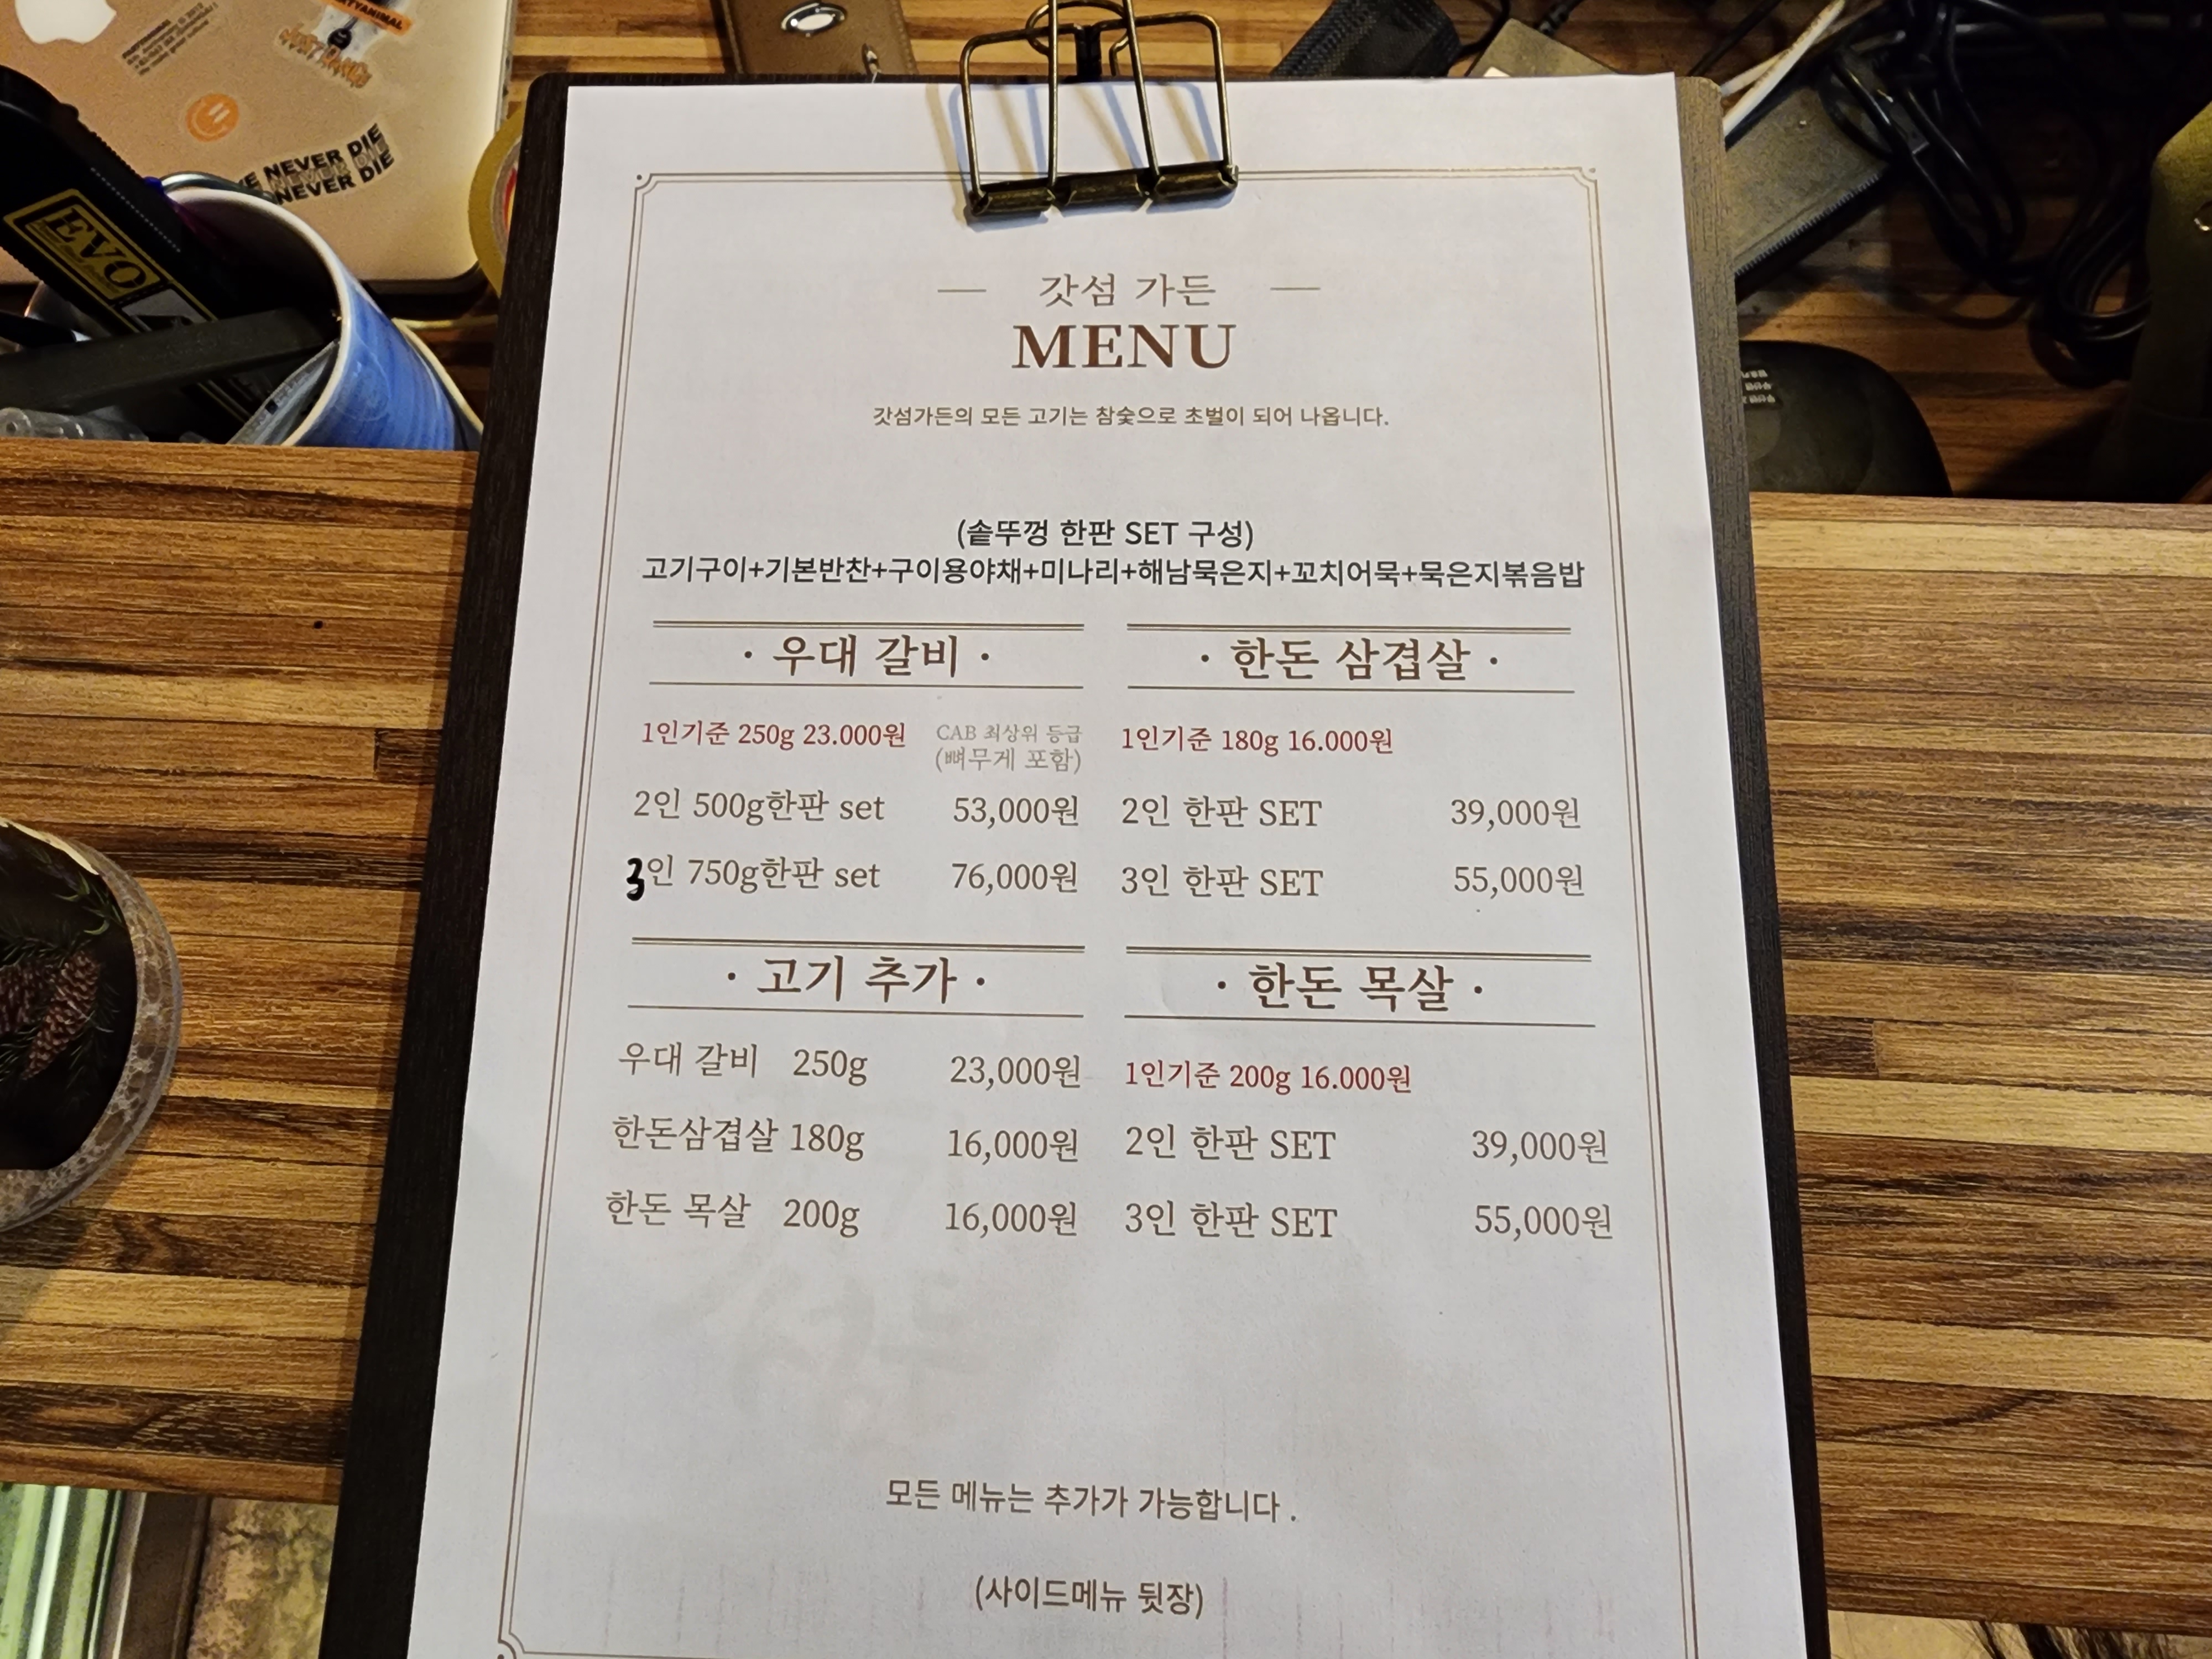 NEVER DIE
NEVER DIE
EVO
갓섬 가든
MENU
갓섬가든의 모든 고기는 참숯으로 초벌이 되어 나옵니다.
(솥뚜껑 한판 SET 구성)
고기구이+기본반찬+구이용야채+미나리+해남묵은지+꼬치어묵+묵은지볶음밥
· 우대 갈비 ·
1인기준 250g 23.000원
CAB 최상위 등급
(뼈무게 포함)
2인 500g한판 set 53,000원
3인 750g한판 set 76,000원
· 한돈 삼겹살 ·
1인기준 180g 16.000원
2인 한판 SET 39,000원
3인 한판 SET 55,000원
· 고기 추가 ·
우대 갈비 250g 23,000원
한돈삼겹살 180g 16,000원
한돈 목살 200g 16,000원
· 한돈 목살 ·
1인기준 200g 16.000원
2인 한판 SET 39,000원
3인 한판 SET 55,000원
모든 메뉴는 추가가 가능합니다 .
(사이드메뉴 뒷장)